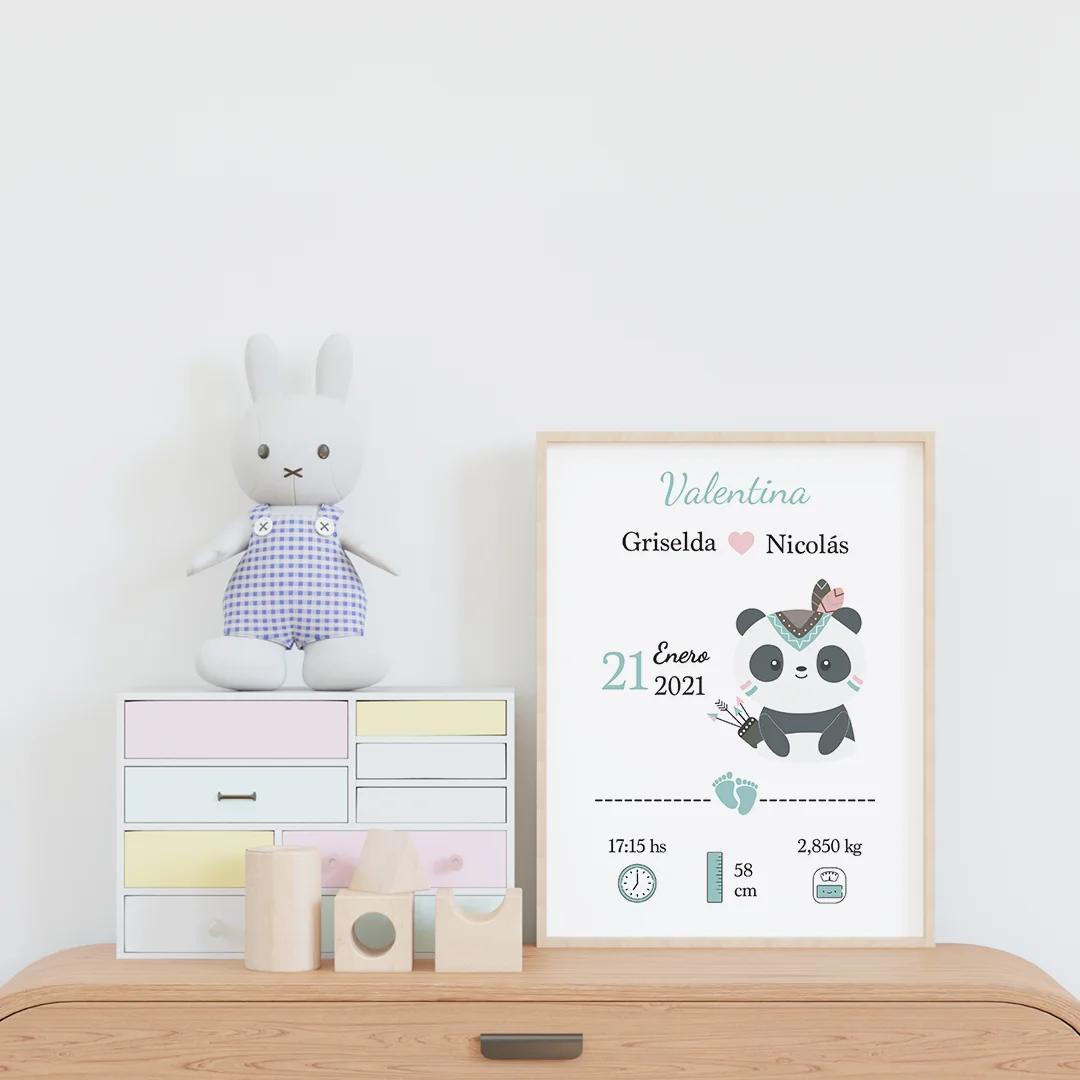 Valentina
Griselda Nicolás
21 Enero
2021
17:15 hs
58
cm
2,850 kg